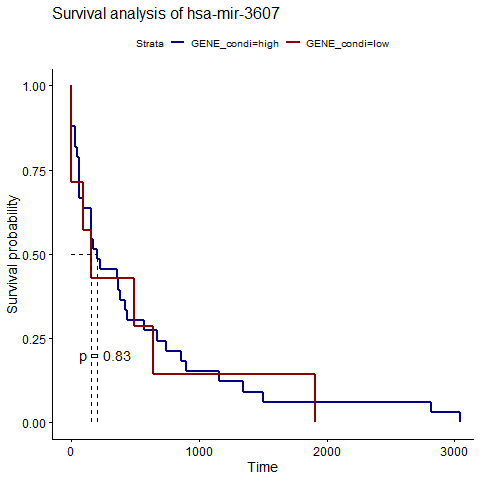 Survival analysis of hsa-mir-3607
Strata GENE_condi=high GENE_condi=low
1.00
0.75
0.50
0.25
0.00
Survival probability
p = 0.83
0 1000 2000 3000
Time